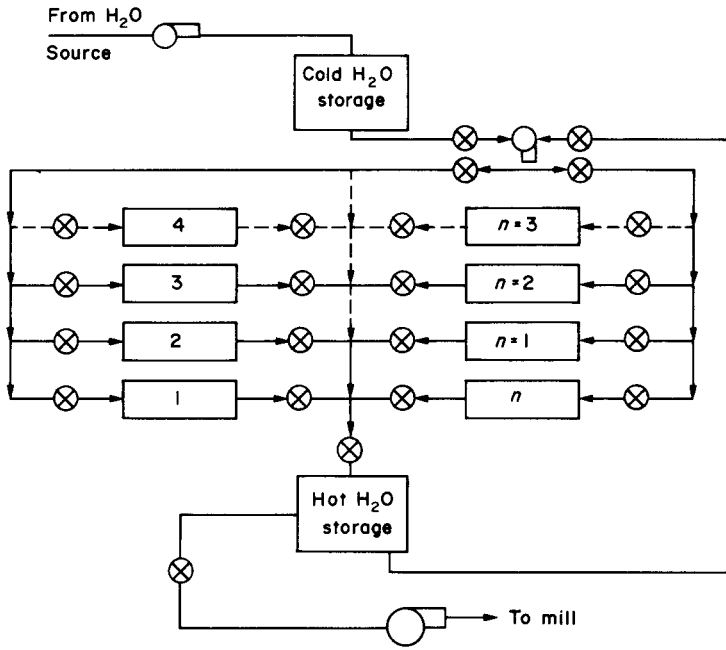 From H₂O
Source
Cold H₂O
storage
4
n = 3
3
n = 2
2
n = 1
1
n
Hot H₂O
storage
To mill